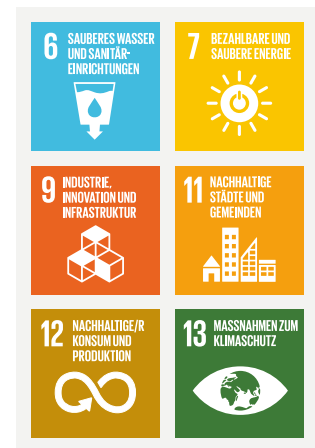 6 SAUBERES WASSER
UND SANITÄR-
EINRICHTUNGEN
7 BEZAHLBARE UND
SAUBERE ENERGIE
9 INDUSTRIE,
INNOVATION UND
INFRASTRUKTUR
11 NACHHALTIGE
STÄDTE UND
GEMEINDEN
12 NACHHALTIGE/R
KONSUM UND
PRODUKTION
13 MASSNAHMEN ZUM
KLIMASCHUTZ